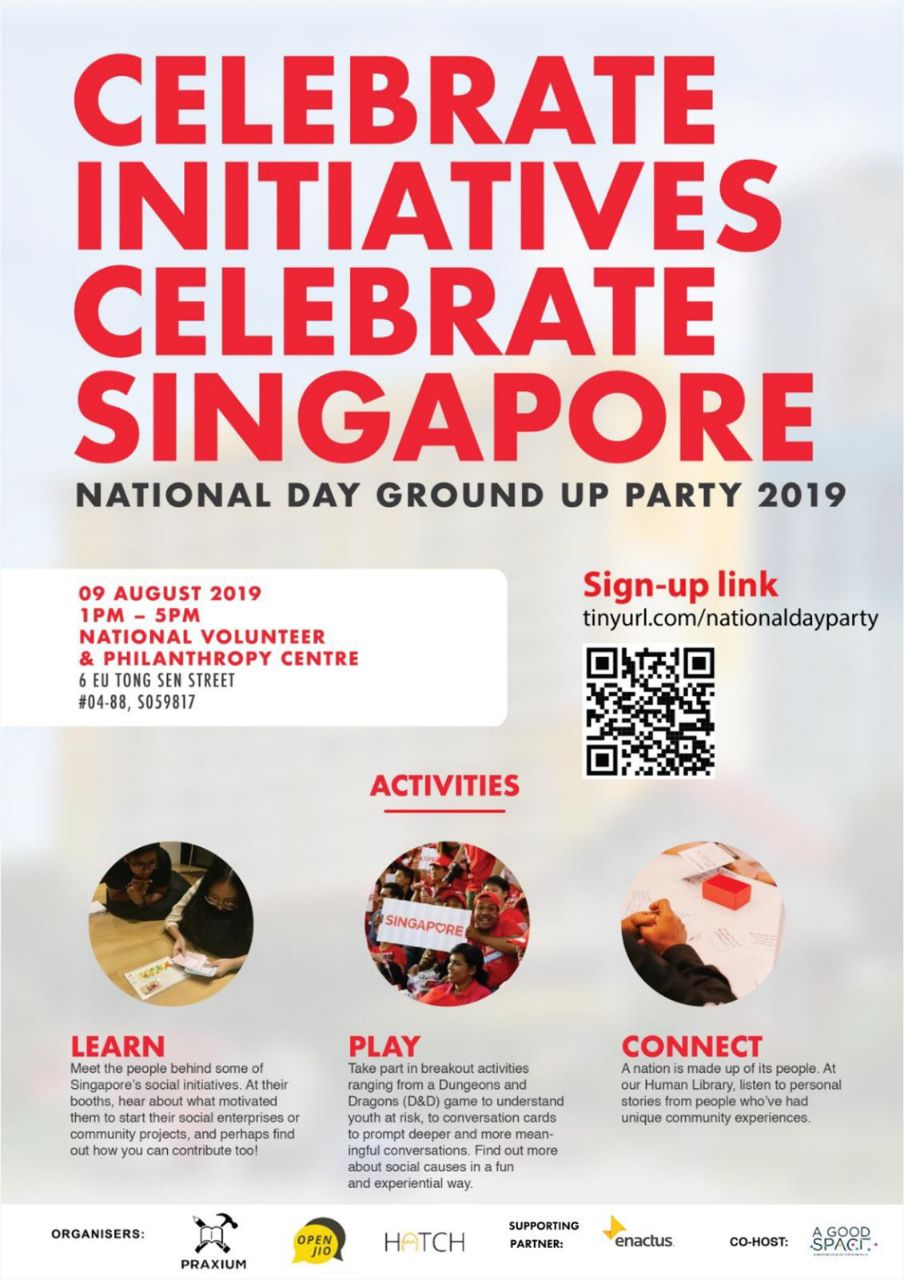 CELEBRATE
INITIATIVES
CELEBRATE
SINGAPORE
NATIONAL DAY GROUND UP PARTY 2019
09 AUGUST 2019
1PM – 5PM
NATIONAL VOLUNTEER
& PHILANTHROPY CENTRE
6 EU TONG SEN STREET
#04-88, S059817
Sign-up link
tinyurl.com/nationaldayparty
ACTIVITIES
SINGAPORE
LEARN
Meet the people behind some of
Singapore's social initiatives. At their
booths, hear about what motivated
them to start their social enterprises or
community projects, and perhaps find
out how you can contribute too!
PLAY
Take part in breakout activities
ranging from a Dungeons and
Dragons (D&D) game to understand
youth at risk, to conversation cards
to prompt deeper and more mean-
ingful conversations. Find out more
about social causes in a fun
and experiential way.
CONNECT
A nation is made up of its people. At
our Human Library, listen to personal
stories from people who've had
unique community experiences.
ORGANISERS:
PRAXIUM
OPEN
JIO
HATCH
SUPPORTING
PARTNER:
enactus.
CO-HOST:
A GOOD
SPACE